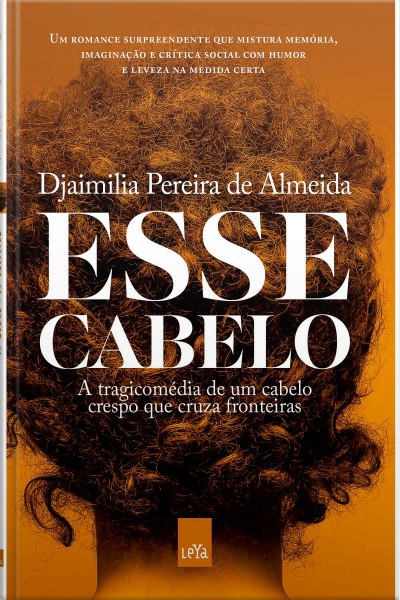 UM ROMANCE SURPREENDENTE QUE MISTURA MEMÓRIA,
IMAGINAÇÃO E CRÍTICA SOCIAL COM HUMOR
E LEVEZA NA MEDIDA CERTA
Djaimilia Pereira de Almeida
ESSE
CABELO
A tragicomédia de um cabelo
crespo que cruza fronteiras
LeYa